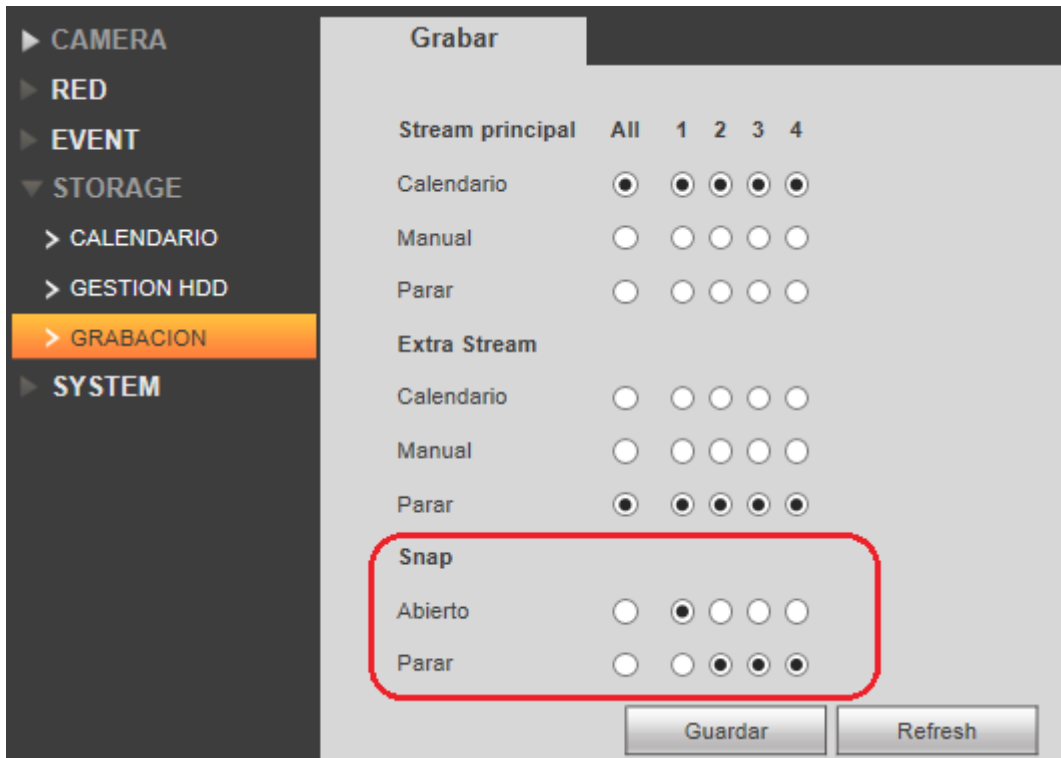 CAMERA
RED
EVENT
STORAGE
CALENDARIO
GESTION HDD
GRABACION
SYSTEM
Grabar
Stream principal All 1 2 3 4
Calendario
Manual
Parar
Extra Stream
Calendario
Manual
Parar
Snap
Abierto
Parar
Guardar Refresh